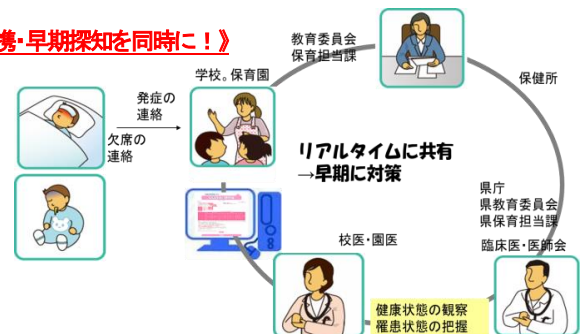 携・早期探知を同時に！》
教育委員会
保育担当課
学校。保育園
保健所
発症の
連絡
欠席の
連絡
リアルタイムに共有
→早期に対策
県庁
県教育委員会
県保育担当課
校医・園医
臨床医・医師会
健康状態の観察
罹患状態の把握